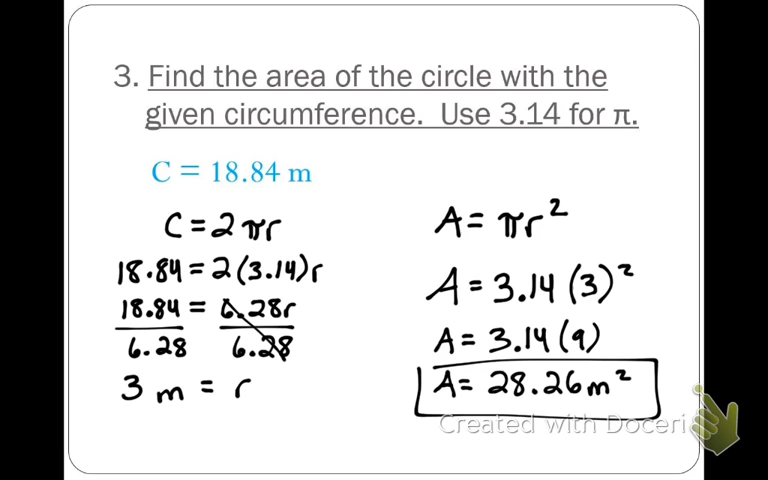 3. Find the area of the circle with the
given circumference. Use 3.14 for π.
C = 18.84 m
C = 2πr
18.84 = 2(3.14)r
18.84 = 6.28r
6.28 6.28
3 m = r
A = πr²
A = 3.14(3)²
A = 3.14(9)
A = 28.26m²
Created with Doceri